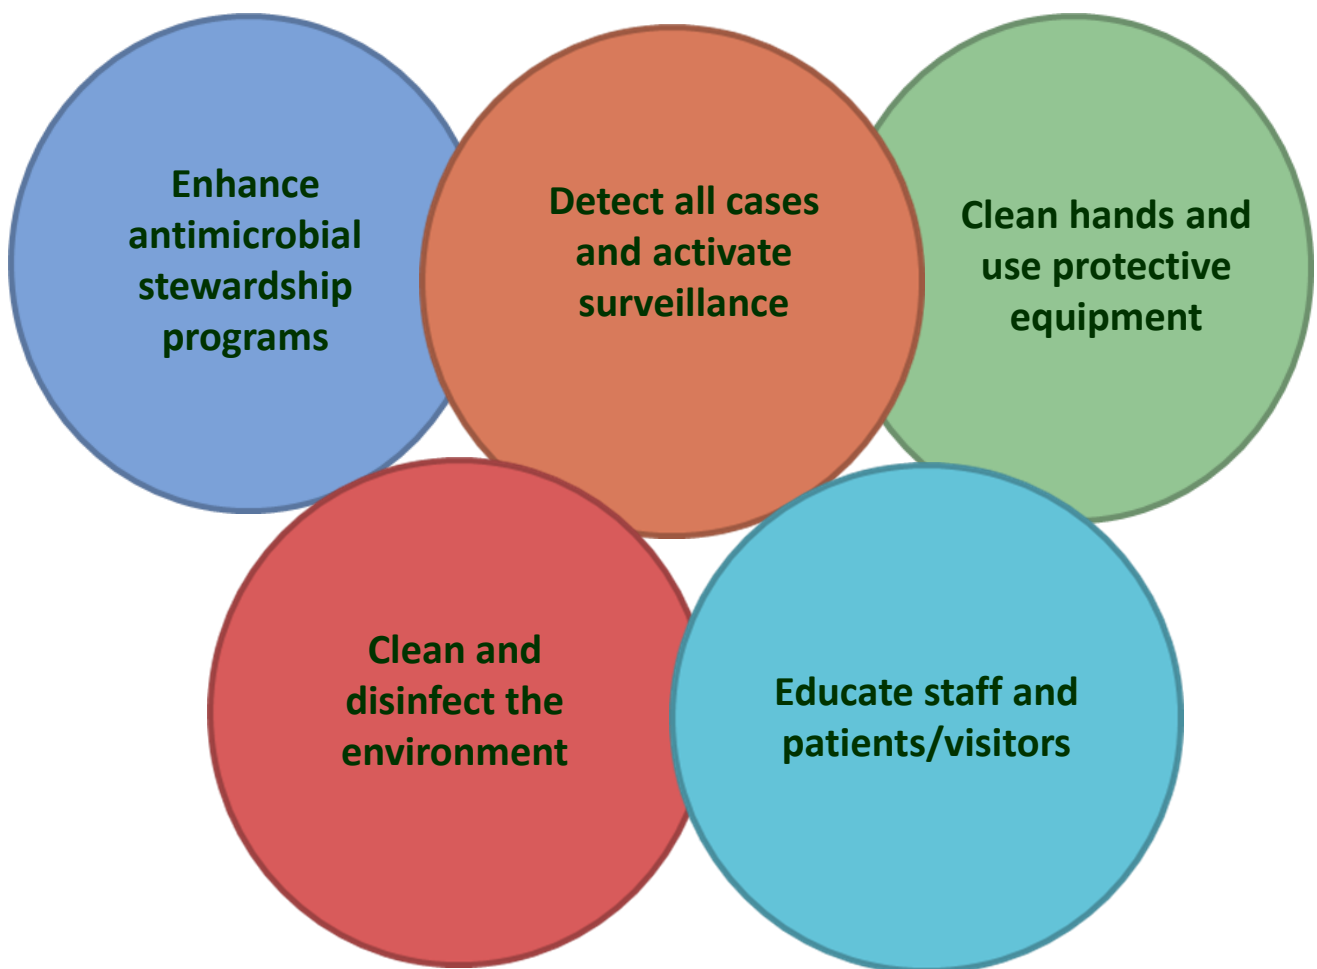 Enhance
antimicrobial
stewardship
programs
Detect all cases
and activate
surveillance
Clean hands and
use protective
equipment
Clean and
disinfect the
environment
Educate staff and
patients/visitors